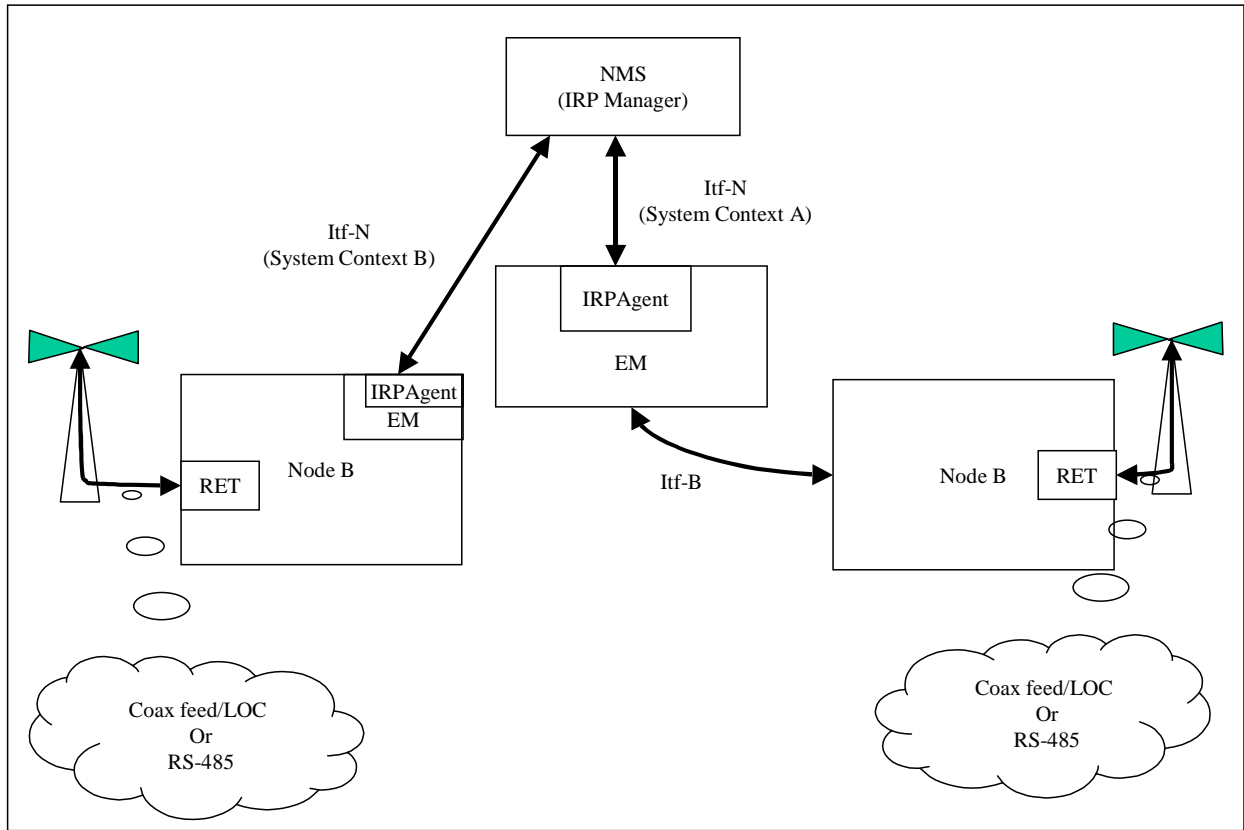 NMS
(IRP Manager)
Itf-N
(System Context A)
Itf-N
(System Context B)
IRPAgent
EM
IRPAgent
EM
Node B
RET
Itf-B
Node B
RET
Coax feed/LOC
Or
RS-485
Coax feed/LOC
Or
RS-485